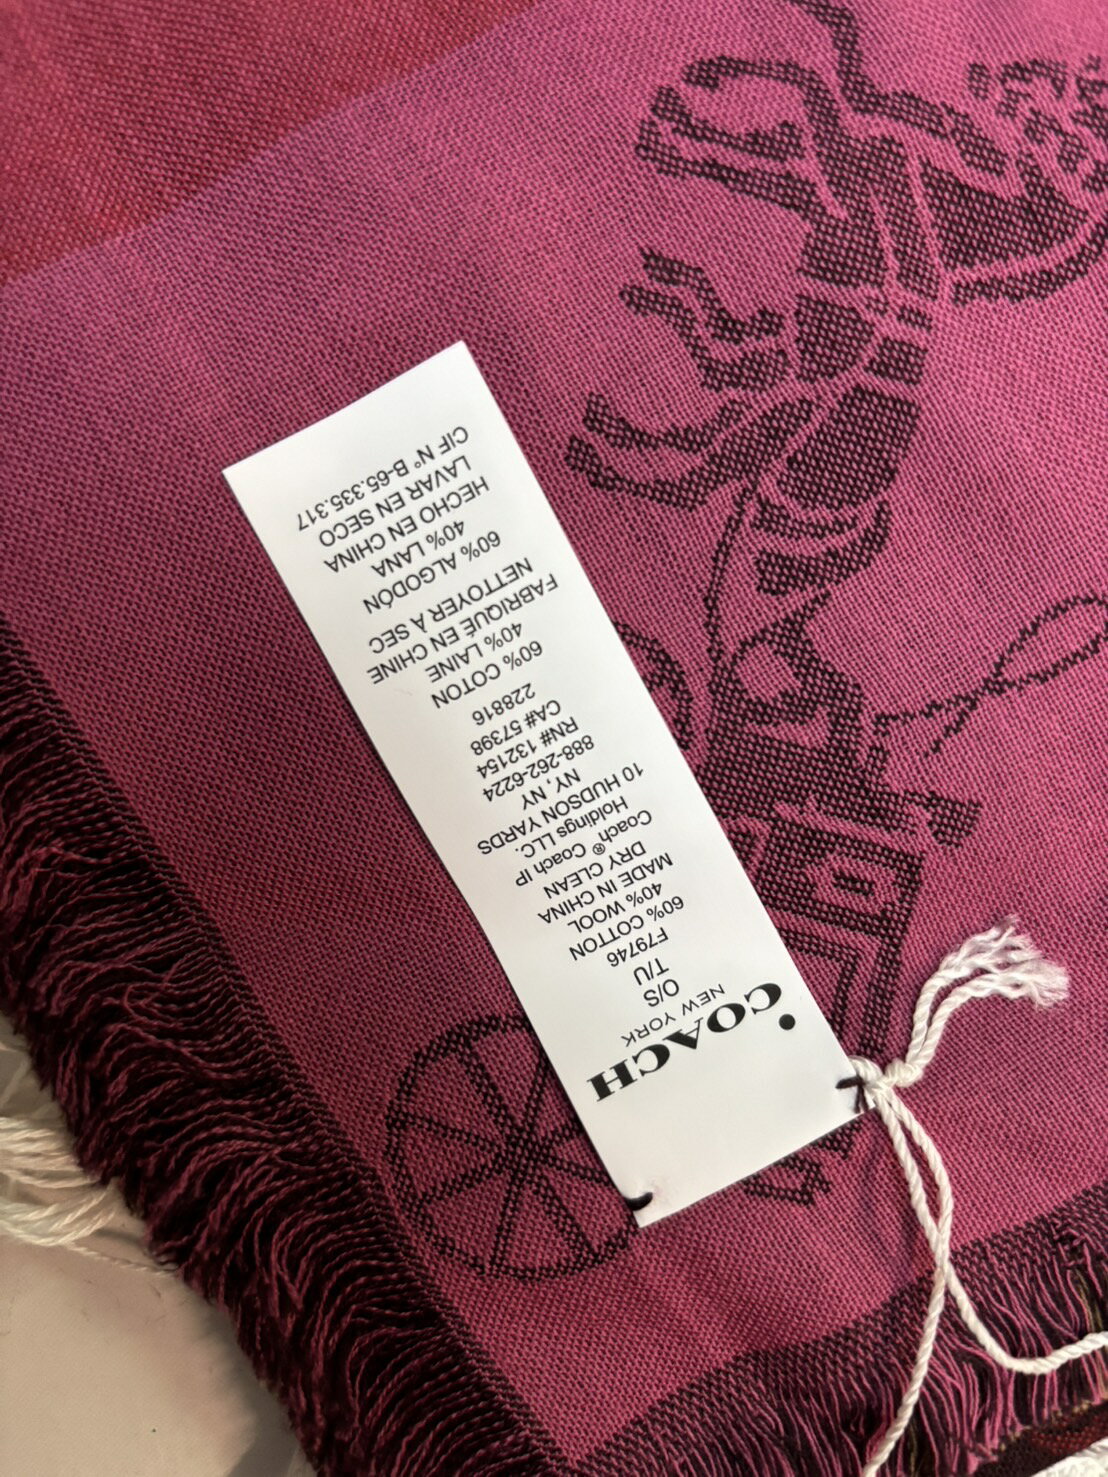 COACH
NEW YORK
O/S
T/U
F79746
60% COTTON
40% WOOL
MADE IN CHINA
DRY CLEAN
Coach® Coach IP
Holdings LLC.
10 HUDSON YARDS
NY, NY
888-262-6224
RN# 132154
CA# 57398
228816
60% COTON
40% LAINE
FABRIQUÉ EN CHINE
NETTOYER À SEC
60% ALGODÓN
40% LANA
HECHO EN CHINA
LAVAR EN SECO
CIF Nº B-65.335.317